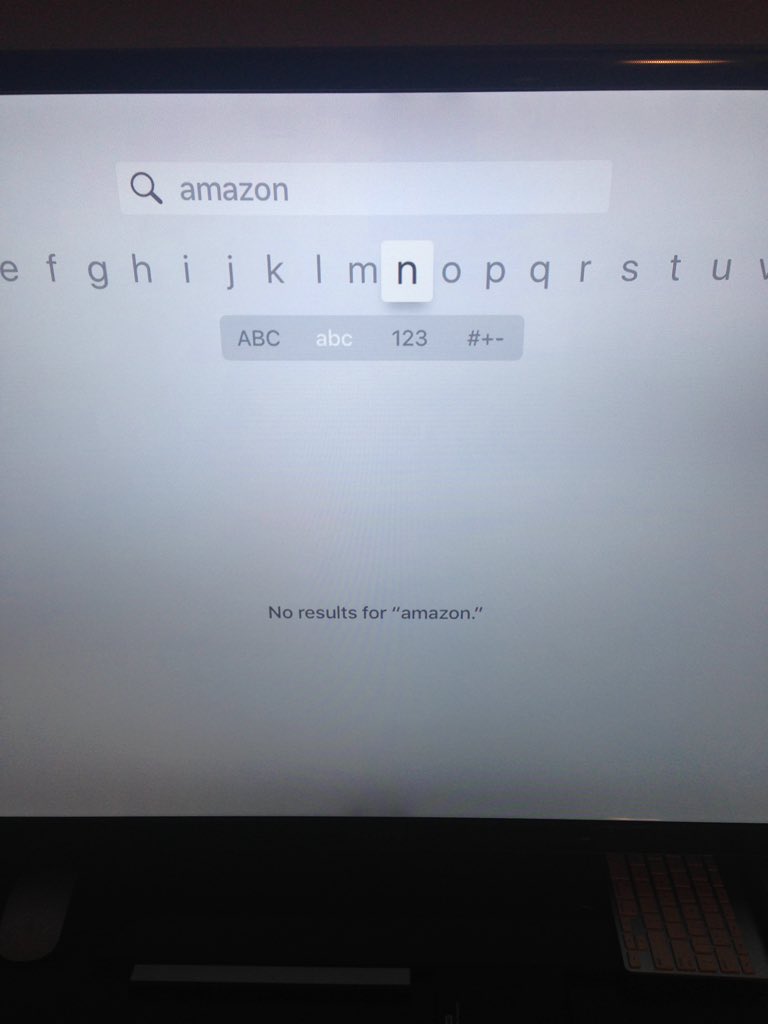 amazon
e f g h i j k l m n o p q r s t u v
ABC abc 123 #+-
No results for “amazon.”